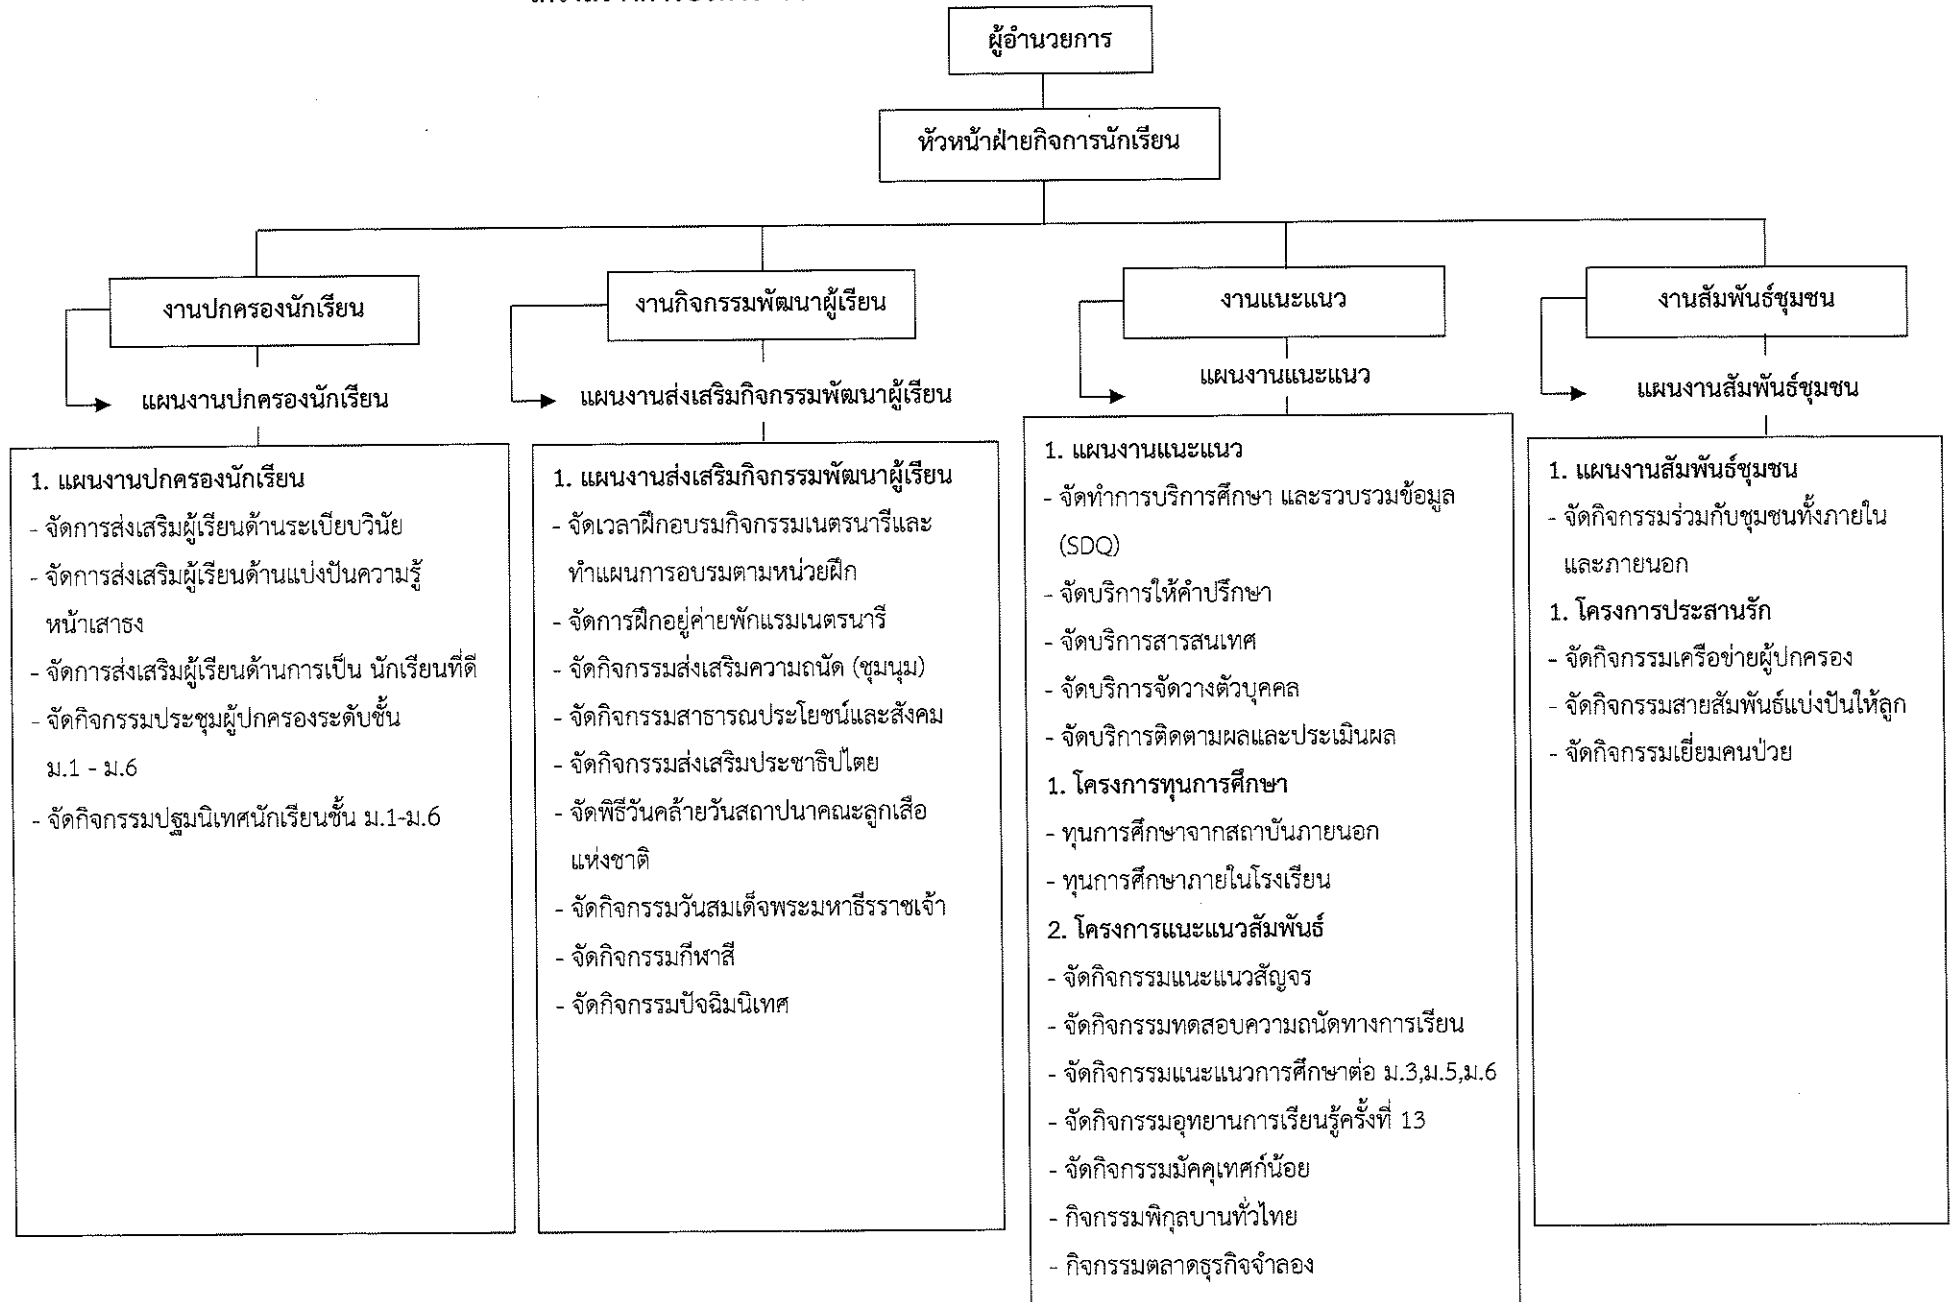 ผู้อำนวยการ
หัวหน้าฝ่ายกิจการนักเรียน
งานปกครองนักเรียน
แผนงานปกครองนักเรียน
1. แผนงานปกครองนักเรียน
- จัดการส่งเสริมผู้เรียนด้านระเบียบวินัย
- จัดการส่งเสริมผู้เรียนด้านแบ่งปันความรู้
หน้าเสาธง
- จัดการส่งเสริมผู้เรียนด้านการเป็น นักเรียนที่ดี
- จัดกิจกรรมประชุมผู้ปกครองระดับชั้น
ม.1 - ม.6
- จัดกิจกรรมปฐมนิเทศนักเรียนชั้น ม.1-ม.6
งานกิจกรรมพัฒนาผู้เรียน
แผนงานส่งเสริมกิจกรรมพัฒนาผู้เรียน
1. แผนงานส่งเสริมกิจกรรมพัฒนาผู้เรียน
- จัดเวลาฝึกอบรมกิจกรรมเนตรนารีและ
ทำแผนการอบรมตามหน่วยฝึก
- จัดการฝึกอยู่ค่ายพักแรมเนตรนารี
- จัดกิจกรรมส่งเสริมความถนัด (ชุมนุม)
- จัดกิจกรรมสาธารณประโยชน์และสังคม
- จัดกิจกรรมส่งเสริมประชาธิปไตย
- จัดพิธีวันคล้ายวันสถาปนาคณะลูกเสือ
แห่งชาติ
- จัดกิจกรรมวันสมเด็จพระมหาธีรราชเจ้า
- จัดกิจกรรมกีฬาสี
- จัดกิจกรรมปัจฉิมนิเทศ
งานแนะแนว
แผนงานแนะแนว
1. แผนงานแนะแนว
- จัดทำการบริการศึกษา และรวบรวมข้อมูล
(SDQ)
- จัดบริการให้คำปรึกษา
- จัดบริการสารสนเทศ
- จัดบริการจัดวางตัวบุคคล
- จัดบริการติดตามผลและประเมินผล
1. โครงการทุนการศึกษา
- ทุนการศึกษาจากสถาบันภายนอก
- ทุนการศึกษาภายในโรงเรียน
2. โครงการแนะแนวสัมพันธ์
- จัดกิจกรรมแนะแนวสัญจร
- จัดกิจกรรมทดสอบความถนัดทางการเรียน
- จัดกิจกรรมแนะแนวการศึกษาต่อ ม.3,ม.5,ม.6
- จัดกิจกรรมอุทยานการเรียนรู้ครั้งที่ 13
- จัดกิจกรรมมัคคุเทศก์น้อย
- กิจกรรมพิกุลบานทั่วไทย
- กิจกรรมตลาดธุรกิจจำลอง
งานสัมพันธ์ชุมชน
แผนงานสัมพันธ์ชุมชน
1. แผนงานสัมพันธ์ชุมชน
- จัดกิจกรรมร่วมกับชุมชนทั้งภายใน
และภายนอก
1. โครงการประสานรัก
- จัดกิจกรรมเครือข่ายผู้ปกครอง
- จัดกิจกรรมสายสัมพันธ์แบ่งปันให้ลูก
- จัดกิจกรรมเยี่ยมคนป่วย